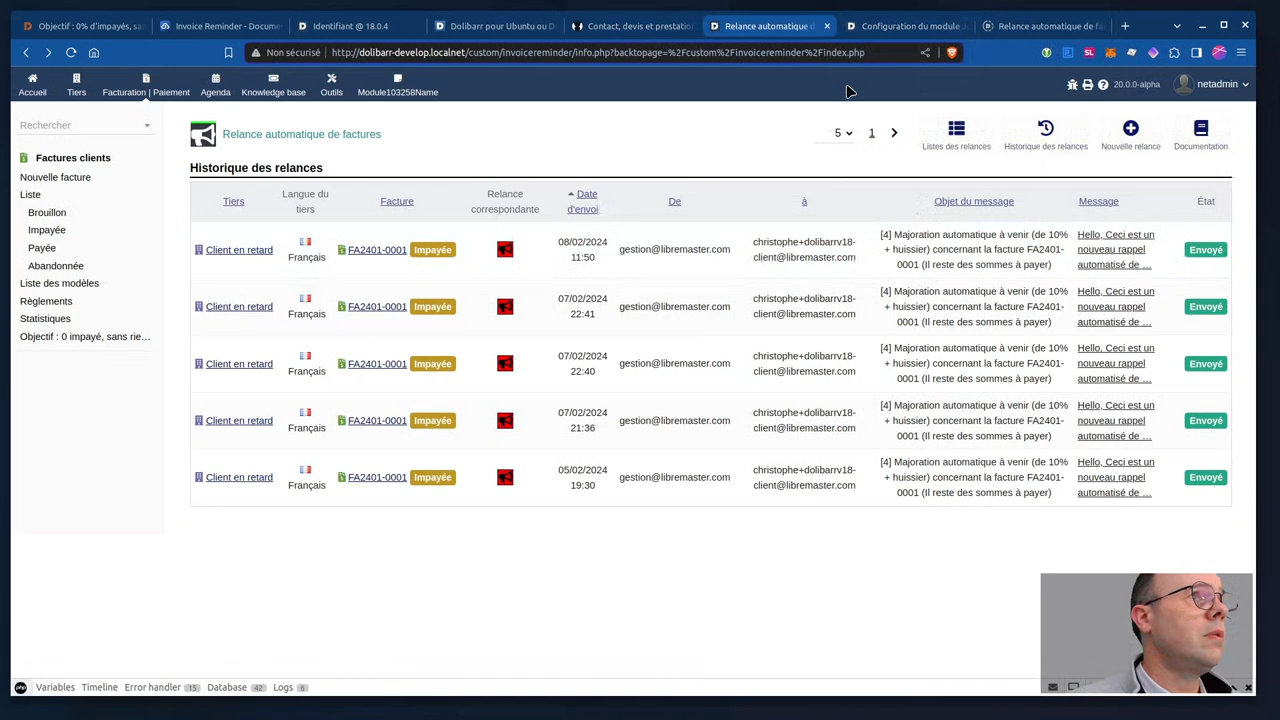 Objectif : 0% d'impayés, san
Invoice Reminder - Documen
Identifiant @ 18.0.4
Dolibarr pour Ubuntu ou D
Contact, devis et prestatio
Relance automatique d
Configuration du module
Relance automatique de fa
Non sécurisé
http://dolibarr-develop.localnet/custom/invoicereminder/info.php?backtopage=%2Fcustom%2Finvoicereminder%2Findex.php
Accueil
Tiers
Facturation | Paiement
Agenda
Knowledge base
Outils
Module103258Name
20.0.0-alpha
netadmin
Rechercher
Factures clients
Nouvelle facture
Liste
Brouillon
Impayée
Payée
Abandonnée
Liste des modèles
Règlements
Statistiques
Objectif : 0 impayé, sans rie…
Relance automatique de factures
5
1
Listes des relances
Historique des relances
Nouvelle relance
Documentation
Historique des relances
Tiers
Langue du
tiers
Facture
Relance
correspondante
Date
d'envoi
De
à
Objet du message
Message
État
Client en retard
Français
FA2401-0001 Impayée
08/02/2024
11:50
gestion@libremaster.com
christophe+dolibarrv18-
client@libremaster.com
[4] Majoration automatique à venir (de 10%
+ huissier) concernant la facture FA2401-
0001 (Il reste des sommes à payer)
Hello, Ceci est un
nouveau rappel
automatisé de …
Envoyé
Client en retard
Français
FA2401-0001 Impayée
07/02/2024
22:41
gestion@libremaster.com
christophe+dolibarrv18-
client@libremaster.com
[4] Majoration automatique à venir (de 10%
+ huissier) concernant la facture FA2401-
0001 (Il reste des sommes à payer)
Hello, Ceci est un
nouveau rappel
automatisé de …
Envoyé
Client en retard
Français
FA2401-0001 Impayée
07/02/2024
22:40
gestion@libremaster.com
christophe+dolibarrv18-
client@libremaster.com
[4] Majoration automatique à venir (de 10%
+ huissier) concernant la facture FA2401-
0001 (Il reste des sommes à payer)
Hello, Ceci est un
nouveau rappel
automatisé de …
Envoyé
Client en retard
Français
FA2401-0001 Impayée
07/02/2024
21:36
gestion@libremaster.com
christophe+dolibarrv18-
client@libremaster.com
[4] Majoration automatique à venir (de 10%
+ huissier) concernant la facture FA2401-
0001 (Il reste des sommes à payer)
Hello, Ceci est un
nouveau rappel
automatisé de …
Envoyé
Client en retard
Français
FA2401-0001 Impayée
05/02/2024
19:30
gestion@libremaster.com
christophe+dolibarrv18-
client@libremaster.com
[4] Majoration automatique à venir (de 10%
+ huissier) concernant la facture FA2401-
0001 (Il reste des sommes à payer)
Hello, Ceci est un
nouveau rappel
automatisé de …
Envoyé
php
Variables
Timeline
Error handler 15
Database 42
Logs 6